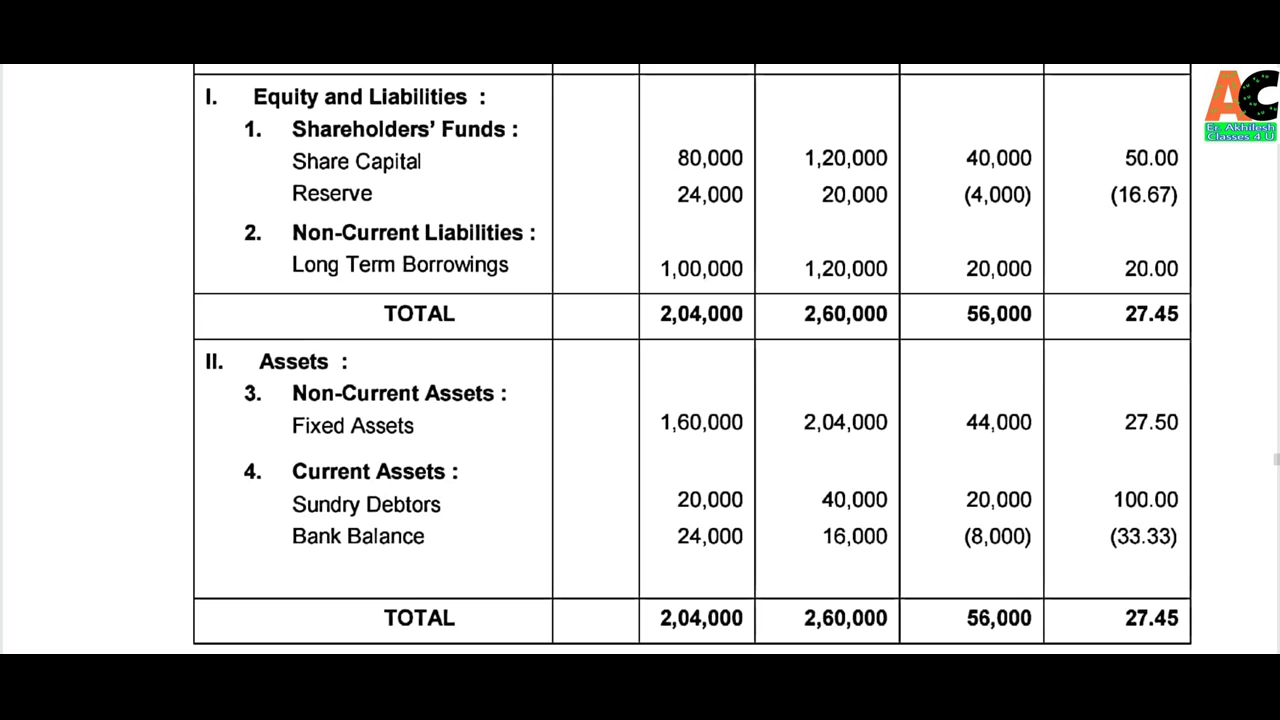 I. Equity and Liabilities :
1. Shareholders’ Funds :
Share Capital 80,000 1,20,000 40,000 50.00
Reserve 24,000 20,000 (4,000) (16.67)
2. Non-Current Liabilities :
Long Term Borrowings 1,00,000 1,20,000 20,000 20.00
TOTAL 2,04,000 2,60,000 56,000 27.45
II. Assets :
3. Non-Current Assets :
Fixed Assets 1,60,000 2,04,000 44,000 27.50
4. Current Assets :
Sundry Debtors 20,000 40,000 20,000 100.00
Bank Balance 24,000 16,000 (8,000) (33.33)
TOTAL 2,04,000 2,60,000 56,000 27.45
AC
Er. Akhilesh
Classes 4 U